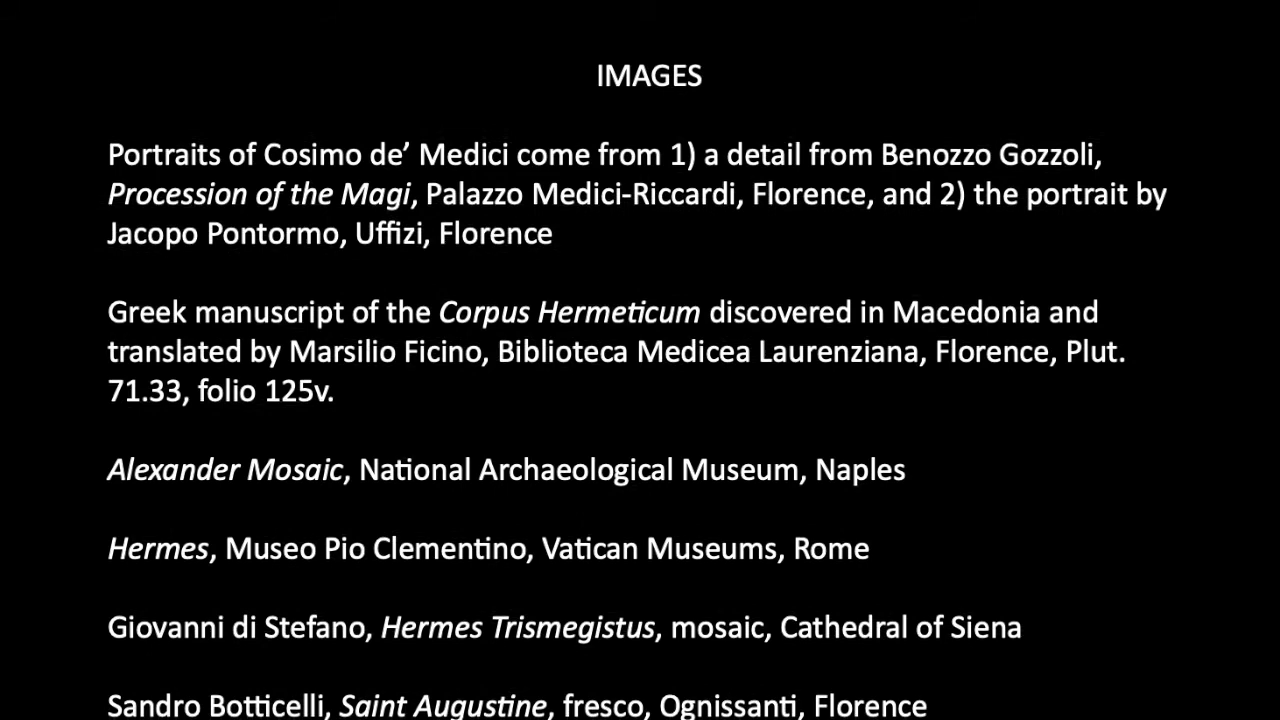 IMAGES
Portraits of Cosimo de’ Medici come from 1) a detail from Benozzo Gozzoli,
Procession of the Magi, Palazzo Medici-Riccardi, Florence, and 2) the portrait by
Jacopo Pontormo, Uffizi, Florence
Greek manuscript of the Corpus Hermeticum discovered in Macedonia and
translated by Marsilio Ficino, Biblioteca Medicea Laurenziana, Florence, Plut.
71.33, folio 125v.
Alexander Mosaic, National Archaeological Museum, Naples
Hermes, Museo Pio Clementino, Vatican Museums, Rome
Giovanni di Stefano, Hermes Trismegistus, mosaic, Cathedral of Siena
Sandro Botticelli, Saint Augustine, fresco, Ognissanti, Florence